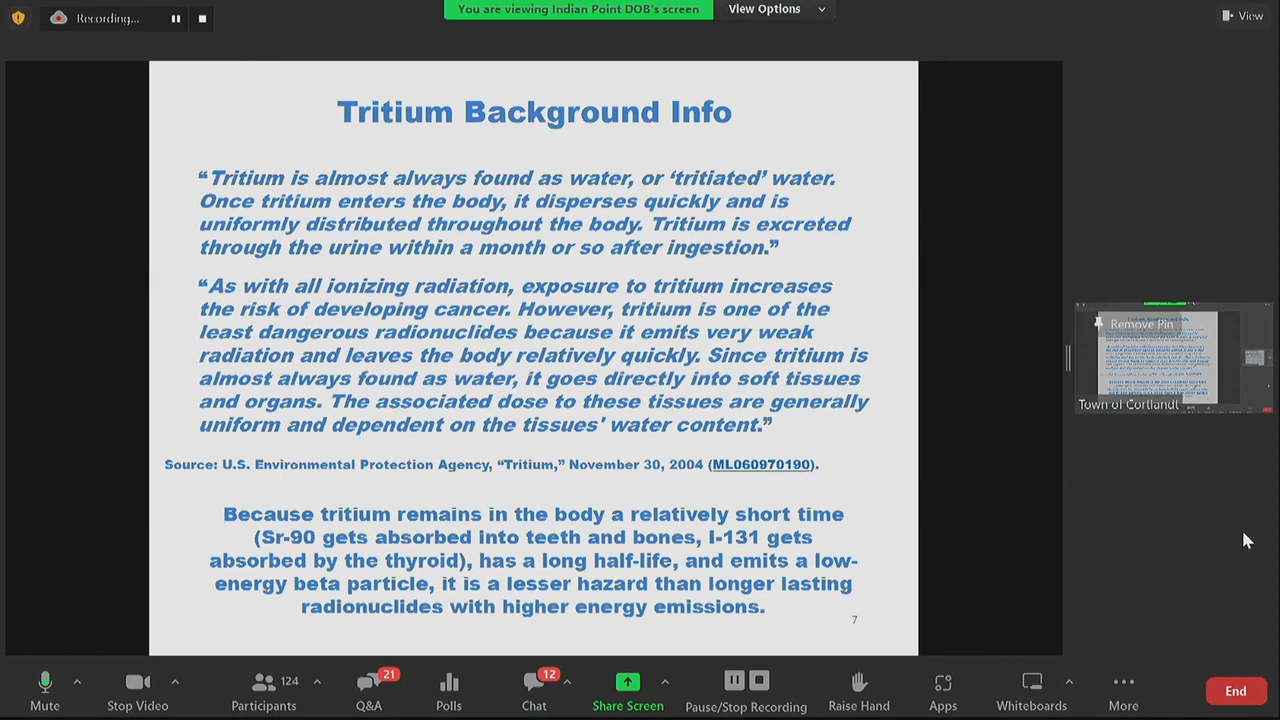 Recording...
You are viewing Indian Point DOB's screen
View Options
View
Tritium Background Info
“Tritium is almost always found as water, or ‘tritiated’ water.
Once tritium enters the body, it disperses quickly and is
uniformly distributed throughout the body. Tritium is excreted
through the urine within a month or so after ingestion.”
“As with all ionizing radiation, exposure to tritium increases
the risk of developing cancer. However, tritium is one of the
least dangerous radionuclides because it emits very weak
radiation and leaves the body relatively quickly. Since tritium is
almost always found as water, it goes directly into soft tissues
and organs. The associated dose to these tissues are generally
uniform and dependent on the tissues' water content.”
Source: U.S. Environmental Protection Agency, “Tritium,” November 30, 2004 (ML060970190).
Because tritium remains in the body a relatively short time
(Sr-90 gets absorbed into teeth and bones, I-131 gets
absorbed by the thyroid), has a long half-life, and emits a low-
energy beta particle, it is a lesser hazard than longer lasting
radionuclides with higher energy emissions.
7
Remove Pin
Town of Cortlandt
Mute
Stop Video
124
Participants
21
Q&A
Polls
12
Chat
Share Screen
Pause/Stop Recording
Raise Hand
Apps
Whiteboards
More
End